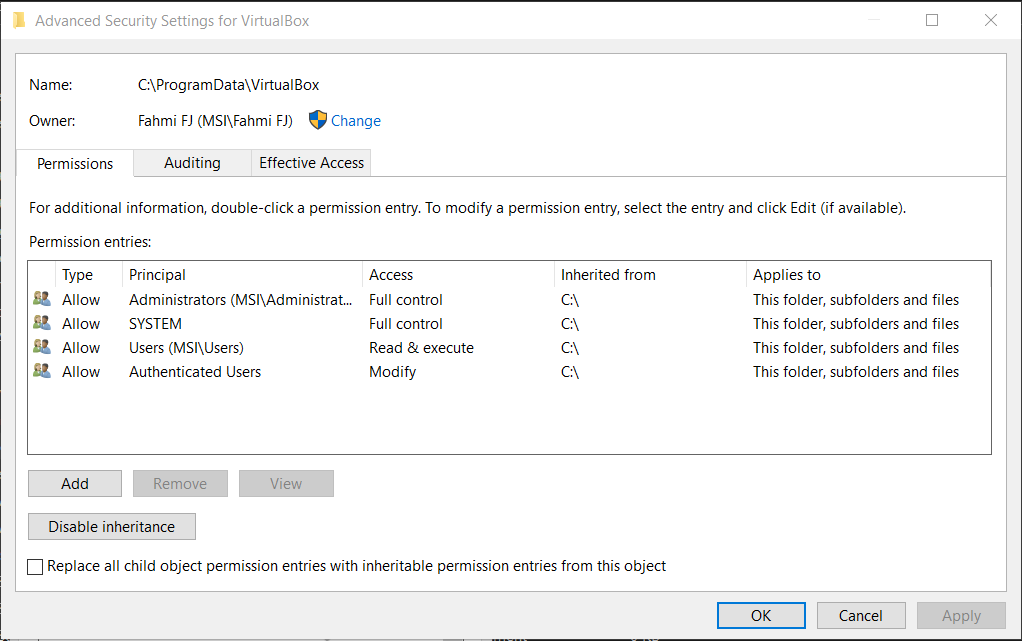 Advanced Security Settings for VirtualBox
Name: C:\ProgramData\VirtualBox
Owner: Fahmi FJ (MSI\Fahmi FJ) Change
Permissions Auditing Effective Access
For additional information, double-click a permission entry. To modify a permission entry, select the entry and click Edit (if available).
Permission entries:
Type Principal Access Inherited from Applies to
Allow Administrators (MSI\Administrat... Full control C:\ This folder, subfolders and files
Allow SYSTEM Full control C:\ This folder, subfolders and files
Allow Users (MSI\Users) Read & execute C:\ This folder, subfolders and files
Allow Authenticated Users Modify C:\ This folder, subfolders and files
Add Remove View
Disable inheritance
Replace all child object permission entries with inheritable permission entries from this object
OK Cancel Apply